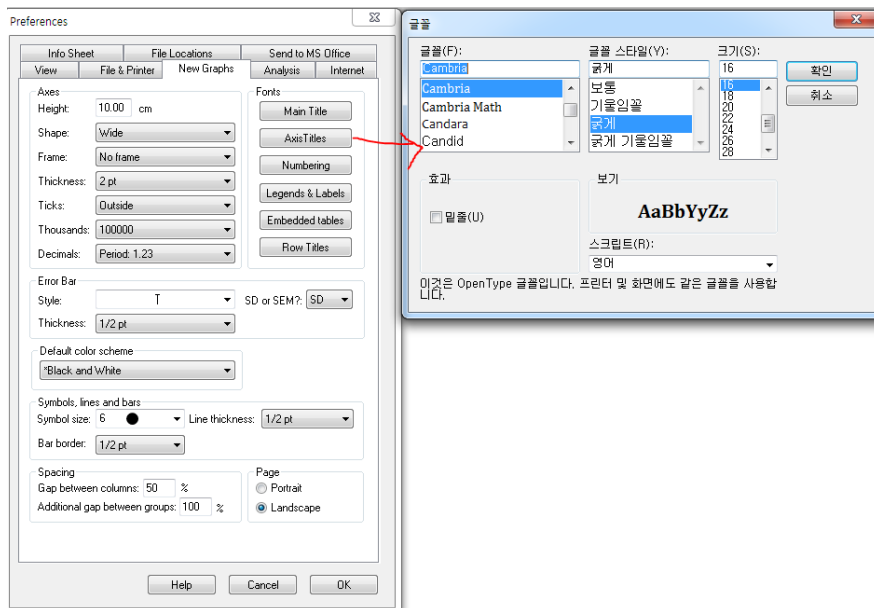 Preferences
Info Sheet
File Locations
Send to MS Office
View
File & Printer
New Graphs
Analysis
Internet
Axes
Height: 10.00 cm
Shape: Wide
Frame: No frame
Thickness: 2 pt
Ticks: Outside
Thousands: 100000
Decimals: Period: 1.23
Fonts
Main Title
AxisTitles
Numbering
Legends & Labels
Embedded tables
Row Titles
Error Bar
Style: SD or SEM?: SD
Thickness: 1/2 pt
Default color scheme
*Black and White
Symbols, lines and bars
Symbol size: 6 Line thickness: 1/2 pt
Bar border: 1/2 pt
Spacing
Gap between columns: 50 %
Additional gap between groups: 100 %
Page
Portrait
Landscape
Help
Cancel
OK
글꼴
글꼴(F):
Cambria
Cambria
Cambria Math
Candara
Candid
글꼴 스타일(Y):
굵게
보통
기울임꼴
굵게
굵게 기울임꼴
크기(S):
16
16
18
20
22
24
26
28
확인
취소
효과
밑줄(U)
보기
AaBbYyZz
스크립트(R):
영어
이것은 OpenType 글꼴입니다. 프린터 및 화면에도 같은 글꼴을 사용합
니다.